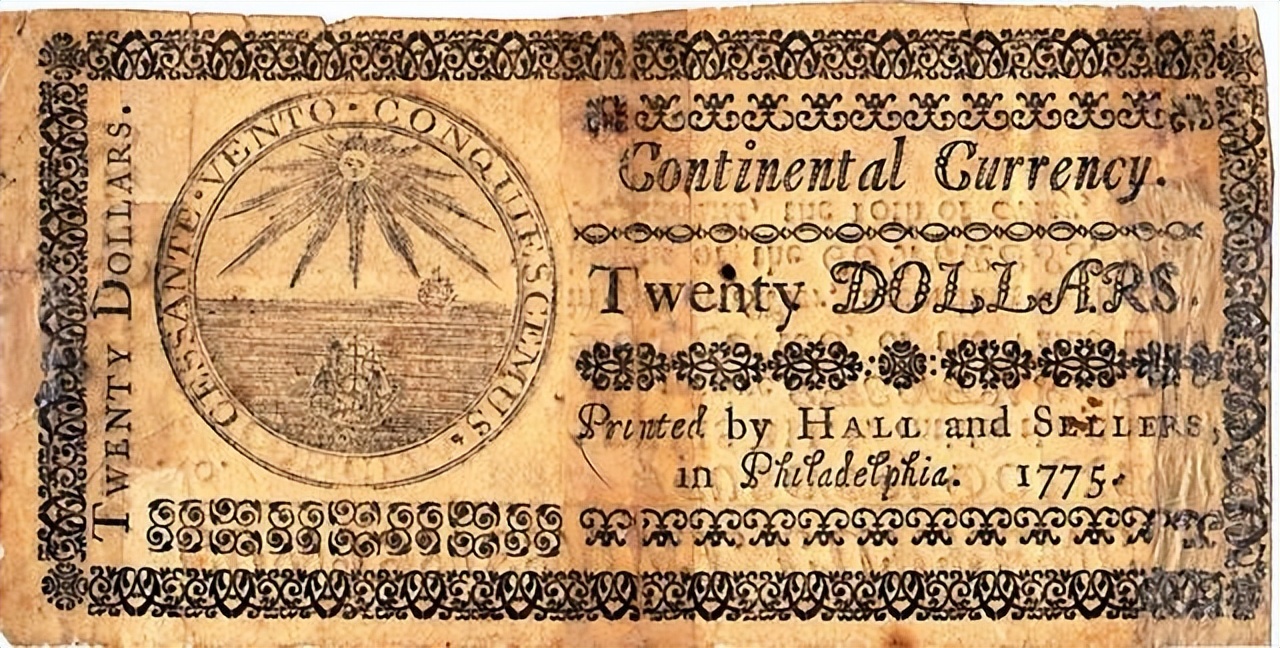 TWENTY DOLLARS.
CESSANTE · VENTO · CONQUIESCEMUS.
Continental Currency.
Twenty DOLLARS.
Printed by HALL and SELLERS,
in Philadelphia. 1775.